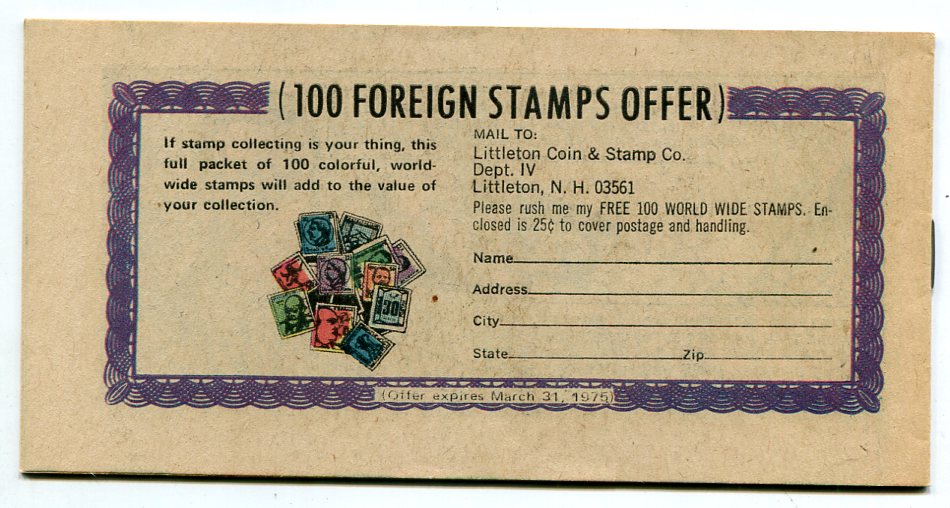 (100 FOREIGN STAMPS OFFER)
If stamp collecting is your thing, this
full packet of 100 colorful, world-
wide stamps will add to the value of
your collection.
MAIL TO:
Littleton Coin & Stamp Co.
Dept. IV
Littleton, N. H. 03561
Please rush me my FREE 100 WORLD WIDE STAMPS. En-
closed is 25¢ to cover postage and handling.
Name
Address
City
State Zip
30
(Offer expires March 31, 1975)